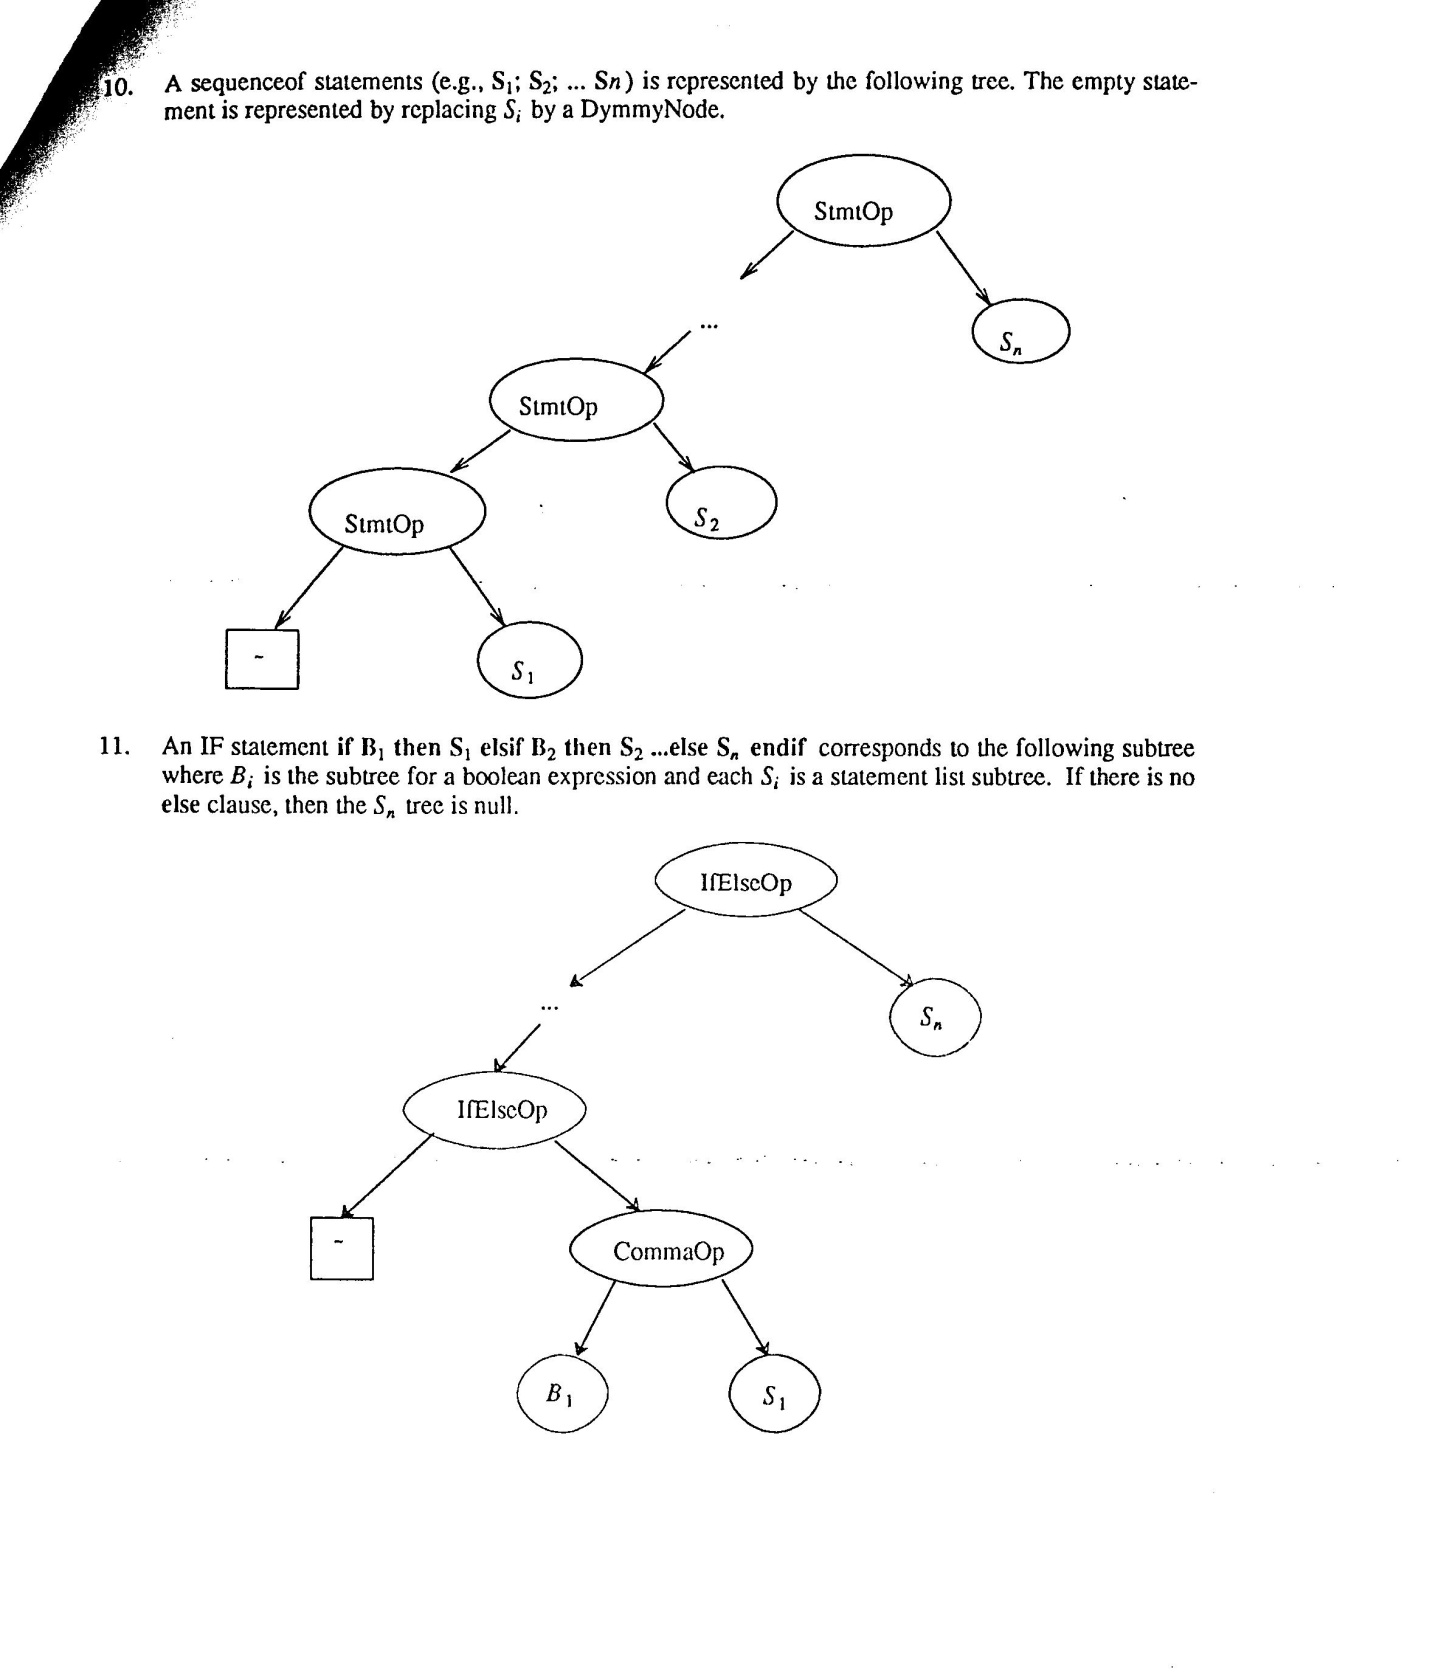 10. A sequenceof statements (e.g., S1; S2; ... Sn) is represented by the following tree. The empty state-
ment is represented by replacing Si by a DymmyNode.
StmtOp
...
Sn
StmtOp
StmtOp
S2
-
S1
11. An IF statement if B1 then S1 elsif B2 then S2 ...else Sn endif corresponds to the following subtree
where Bi is the subtree for a boolean expression and each Si is a statement list subtree. If there is no
else clause, then the Sn tree is null.
IfElseOp
...
Sn
IfElseOp
-
CommaOp
B1
S1